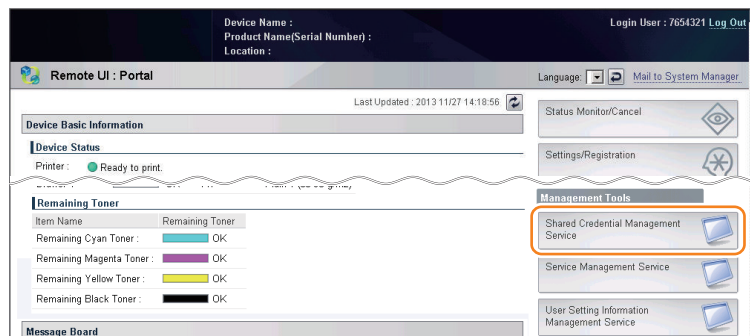 Device Name :
Product Name(Serial Number) :
Location :
Login User : 7654321 Log Out
Remote UI : Portal
Language:
Mail to System Manager
Last Updated : 2013 11/27 14:18:56
Device Basic Information
Device Status
Printer : Ready to print.
Remaining Toner
Item Name Remaining Toner
Remaining Cyan Toner : OK
Remaining Magenta Toner : OK
Remaining Yellow Toner : OK
Remaining Black Toner : OK
Message Board
Status Monitor/Cancel
Settings/Registration
Management Tools
Shared Credential Management
Service
Service Management Service
User Setting Information
Management Service